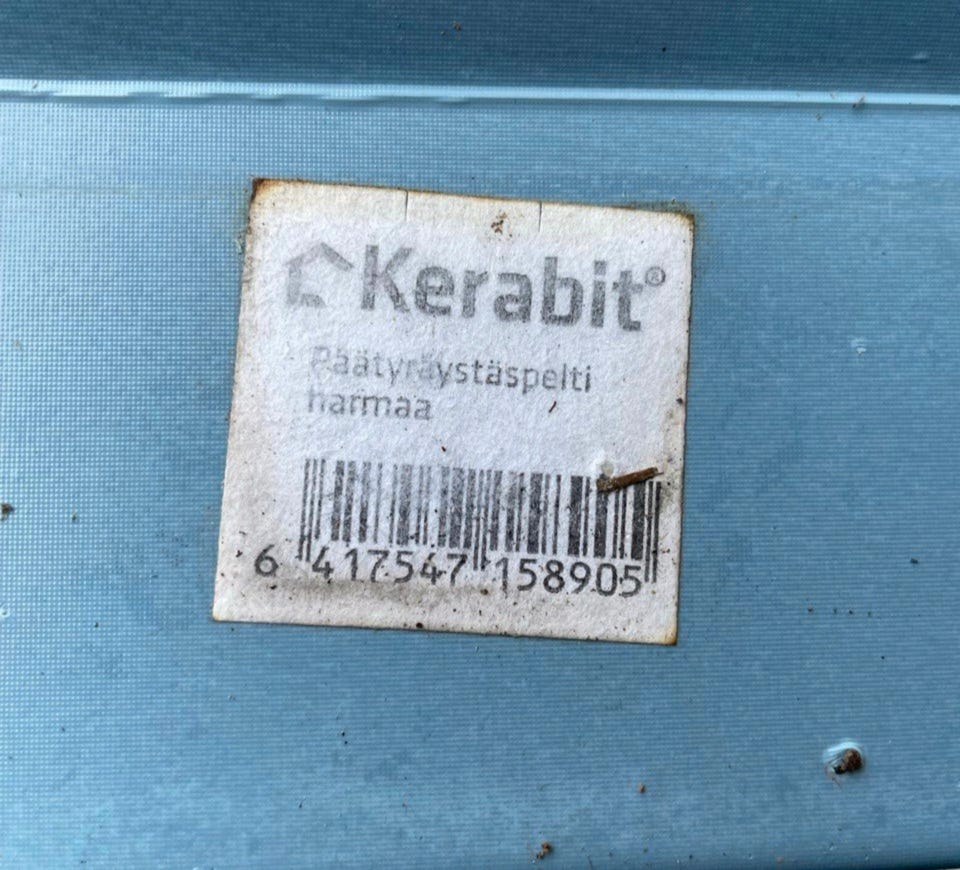 Kerabit®
Päätyräystäspelti
harmaa
6 417547 158905